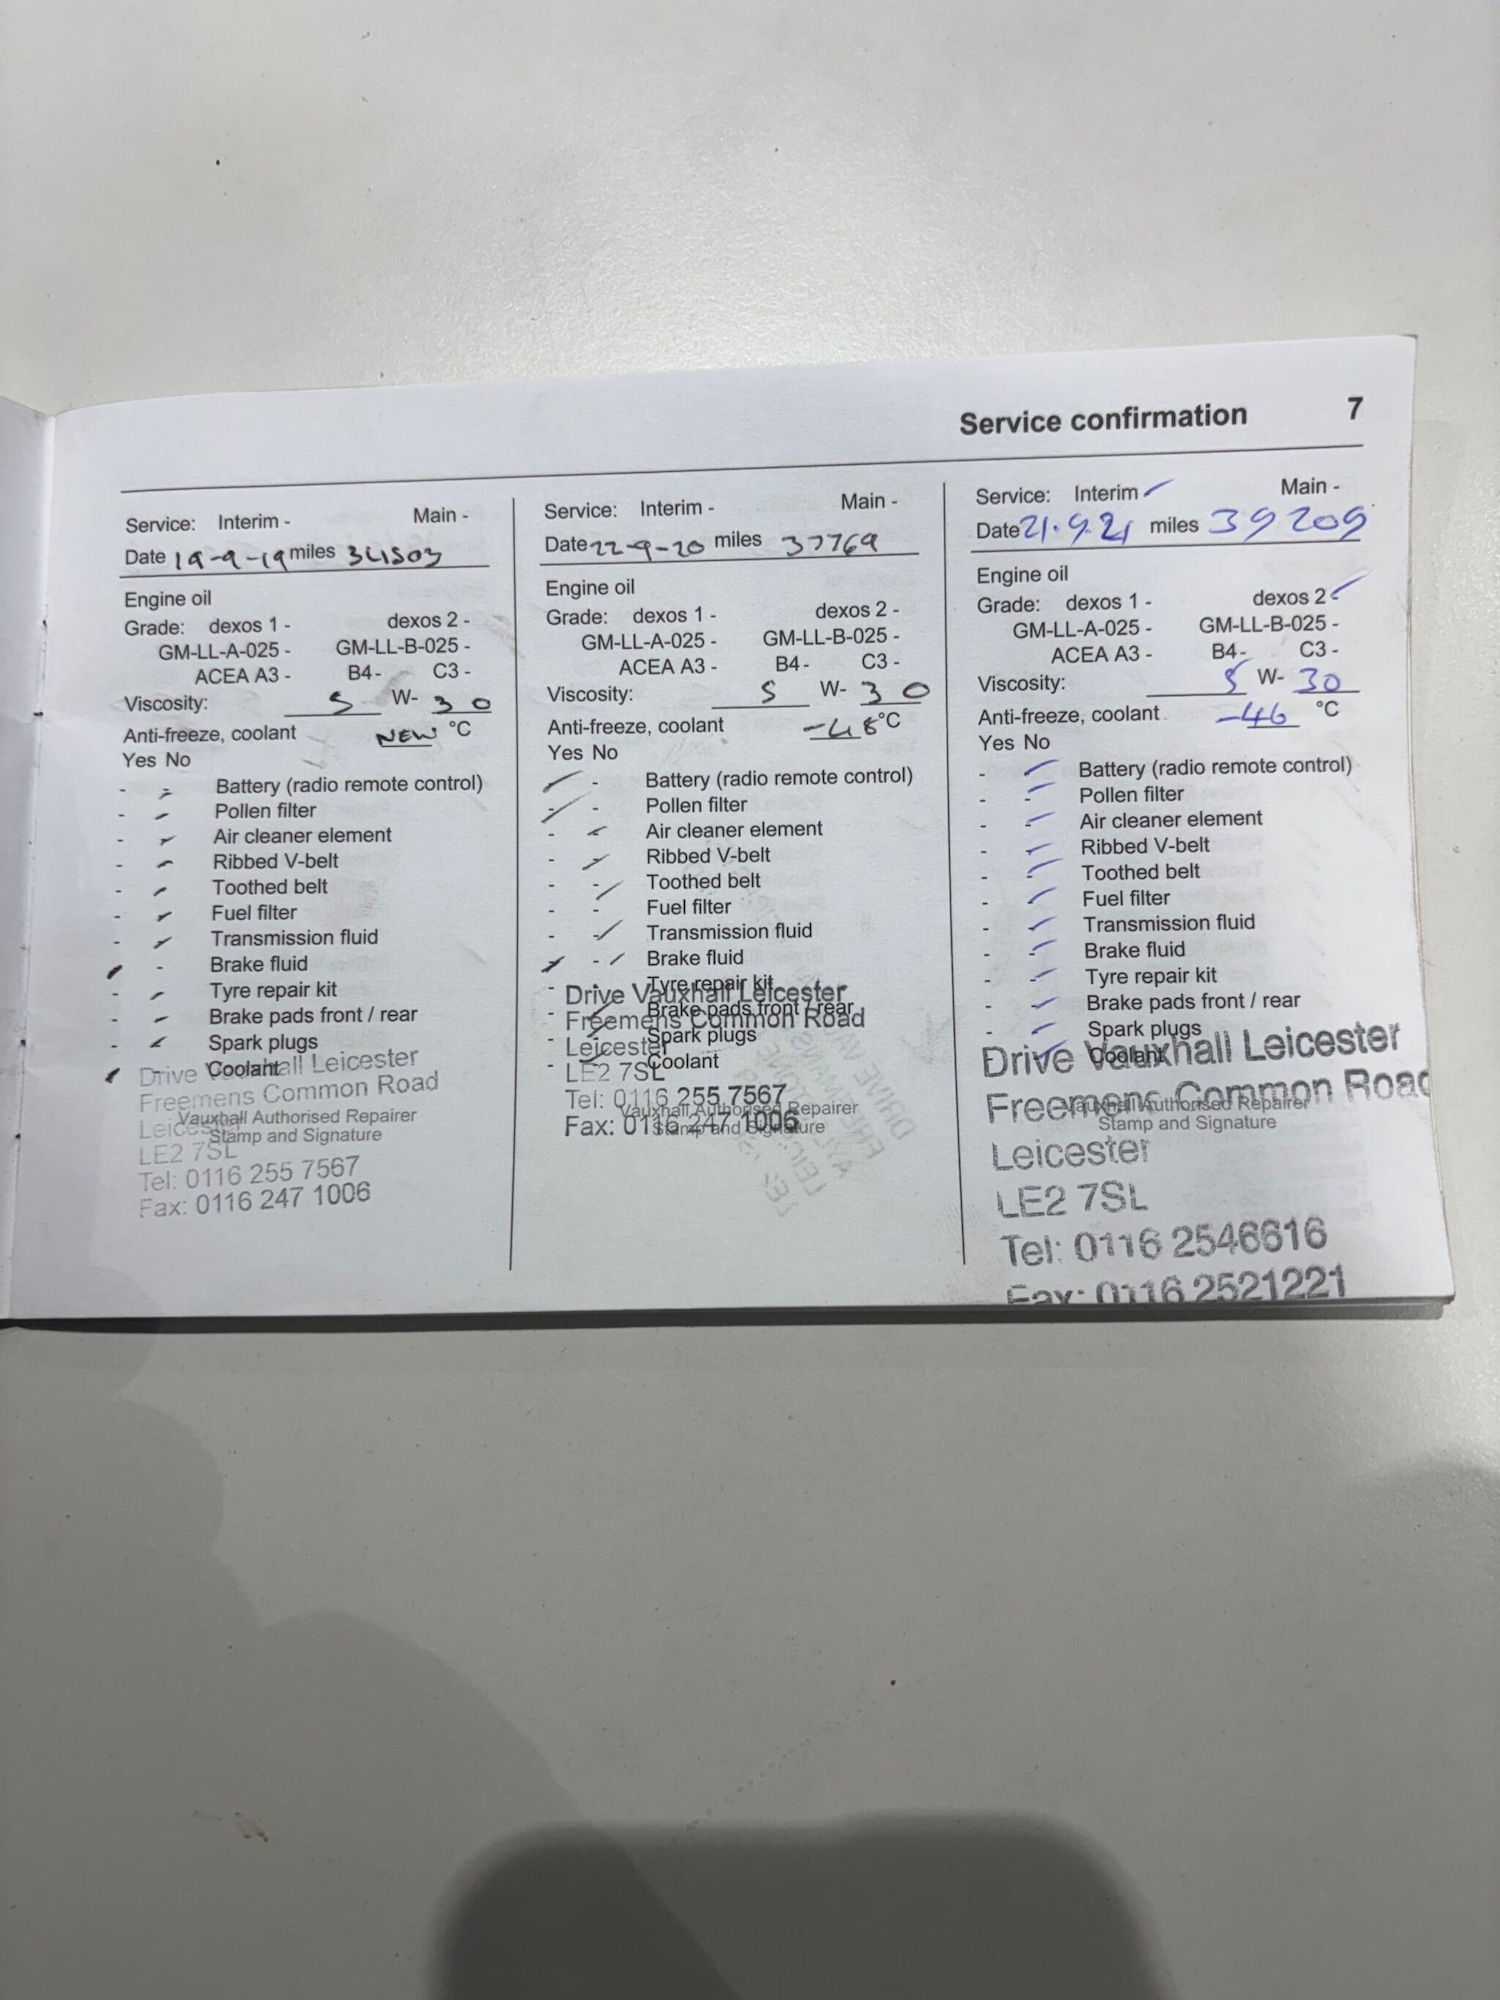 Service confirmation 7
Service: Interim - Main -
Date 19-9-19 miles 34503
Engine oil
Grade: dexos 1 - dexos 2 -
GM-LL-A-025 - GM-LL-B-025 -
ACEA A3 - B4 - C3 -
Viscosity: 5 W- 30
Anti-freeze, coolant NEW °C
Yes No
- - Battery (radio remote control)
- - Pollen filter
- - Air cleaner element
- - Ribbed V-belt
- - Toothed belt
- - Fuel filter
- - Transmission fluid
- - Brake fluid
- - Tyre repair kit
- - Brake pads front / rear
- - Spark plugs
- - Coolant
Drive Vauxhall Leicester
Freemens Common Road
Vauxhall Authorised Repairer
Leicester
Stamp and Signature
LE2 7SL
Tel: 0116 255 7567
Fax: 0116 247 1006
Service: Interim - Main -
Date 22-9-20 miles 37769
Engine oil
Grade: dexos 1 - dexos 2 -
GM-LL-A-025 - GM-LL-B-025 -
ACEA A3 - B4 - C3 -
Viscosity: 5 W- 30
Anti-freeze, coolant -48 °C
Yes No
- - Battery (radio remote control)
- - Pollen filter
- - Air cleaner element
- - Ribbed V-belt
- - Toothed belt
- - Fuel filter
- - Transmission fluid
- - Brake fluid
- - Tyre repair kit
Drive Vauxhall Leicester
- - Brake pads front / rear
Freemens Common Road
- - Spark plugs
Leicester
- - Coolant
LE2 7SL
Tel: 0116 255 7567
Vauxhall Authorised Repairer
Fax: 0116 247 1006
Stamp and Signature
Service: Interim ✓ Main -
Date 21.9.21 miles 39209
Engine oil
Grade: dexos 1 - dexos 2 ✓
GM-LL-A-025 - GM-LL-B-025 -
ACEA A3 - B4 - C3 -
Viscosity: 5 W- 30
Anti-freeze, coolant -46 °C
Yes No
- - Battery (radio remote control)
- - Pollen filter
- - Air cleaner element
- - Ribbed V-belt
- - Toothed belt
- - Fuel filter
- - Transmission fluid
- - Brake fluid
- - Tyre repair kit
- - Brake pads front / rear
- - Spark plugs
- - Coolant
Drive Vauxhall Leicester
Freemens Common Road
Vauxhall Authorised Repairer
Stamp and Signature
Leicester
LE2 7SL
Tel: 0116 2546616
Fax: 0116 2521221